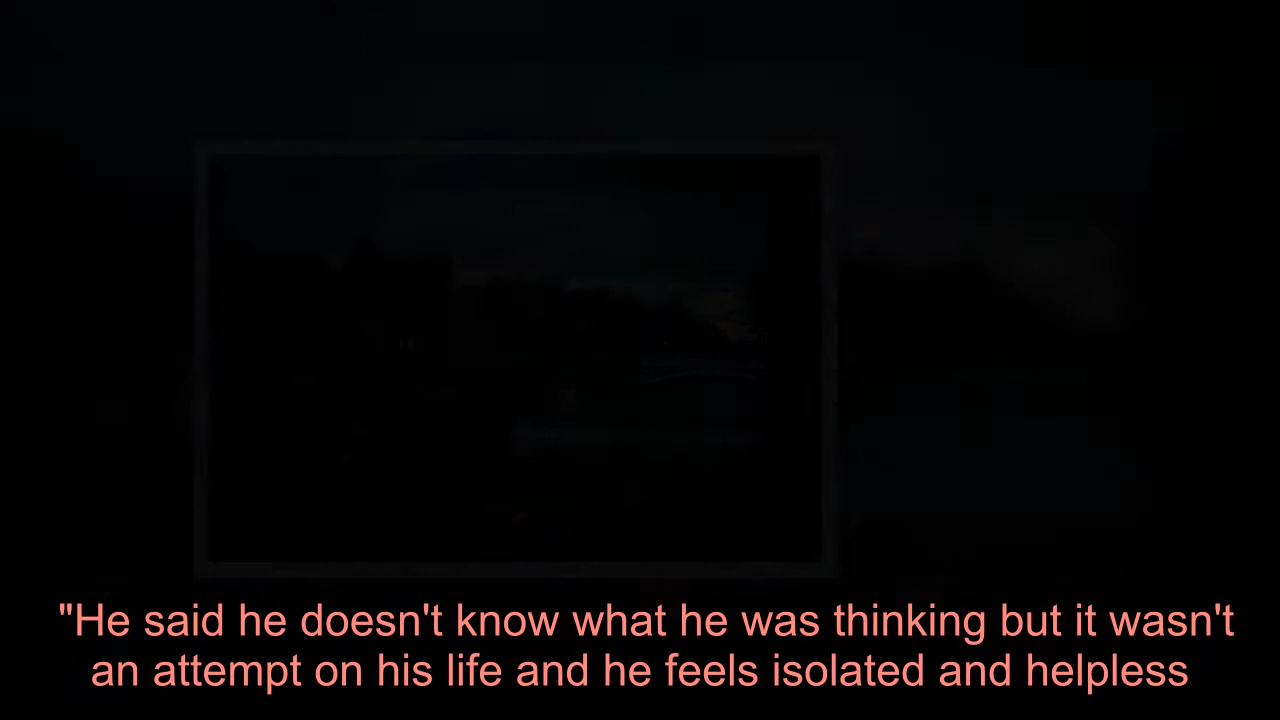 "He said he doesn't know what he was thinking but it wasn't
an attempt on his life and he feels isolated and helpless